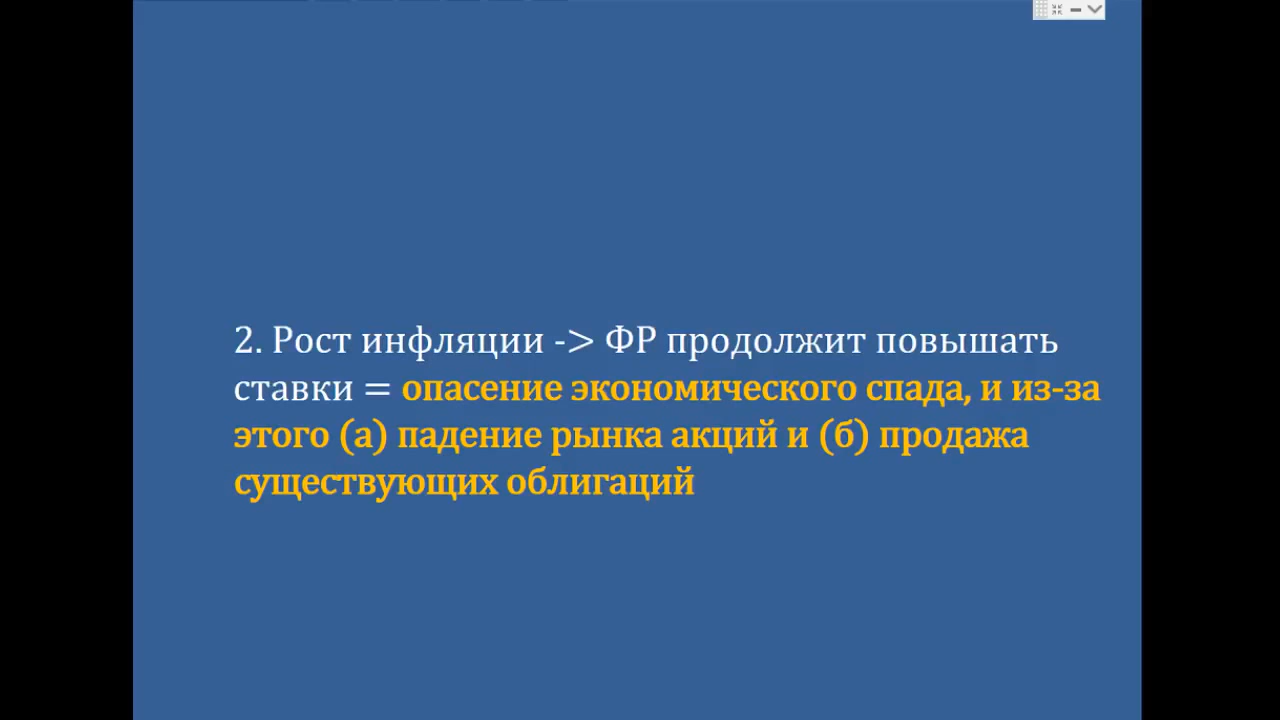 2. Рост инфляции -> ФР продолжит повышать
ставки = опасение экономического спада, и из-за
этого (а) падение рынка акций и (б) продажа
существующих облигаций